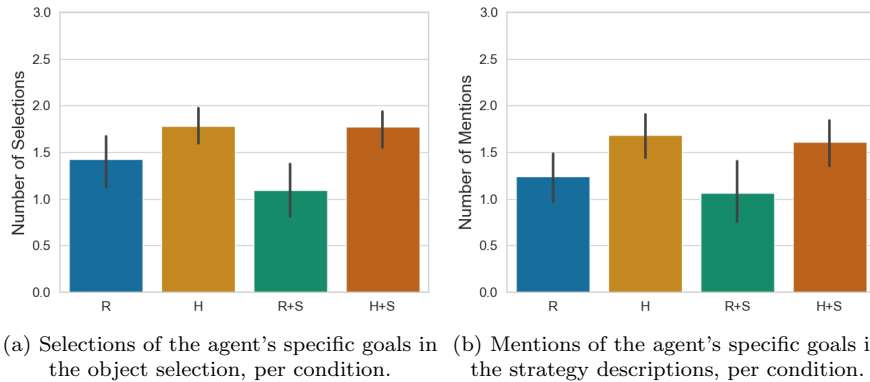 3.0
2.5
2.0
1.5
1.0
0.5
0.0
Number of Selections
R H R+S H+S
(a) Selections of the agent's specific goals in
the object selection, per condition.
3.0
2.5
2.0
1.5
1.0
0.5
0.0
Number of Mentions
R H R+S H+S
(b) Mentions of the agent's specific goals i
the strategy descriptions, per condition.